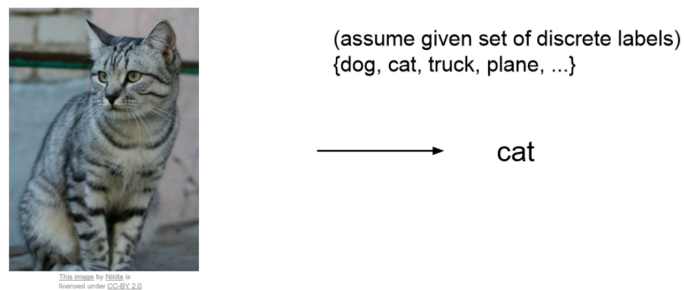 (assume given set of discrete labels)
{dog, cat, truck, plane, ...}
cat
This image by Nikita is
licensed under CC-BY 2.0